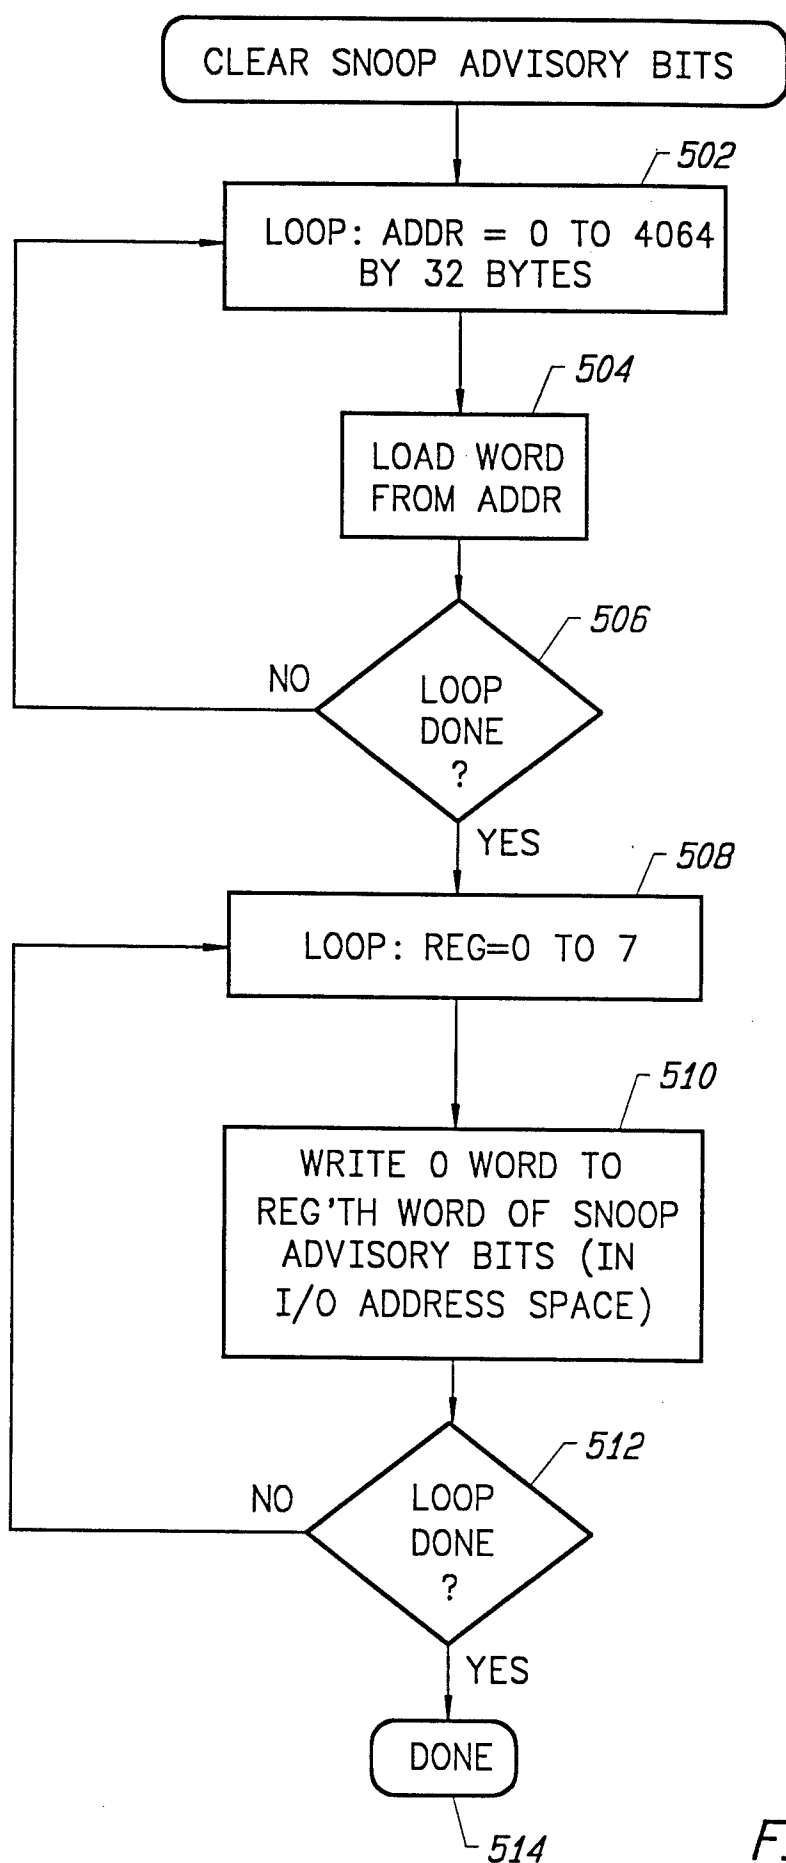 CLEAR SNOOP ADVISORY BITS
502
LOOP: ADDR = 0 TO 4064
BY 32 BYTES
504
LOAD WORD
FROM ADDR
506
NO
LOOP
DONE
?
YES
508
LOOP: REG=0 TO 7
510
WRITE 0 WORD TO
REG'TH WORD OF SNOOP
ADVISORY BITS (IN
I/O ADDRESS SPACE)
512
NO
LOOP
DONE
?
YES
DONE
514